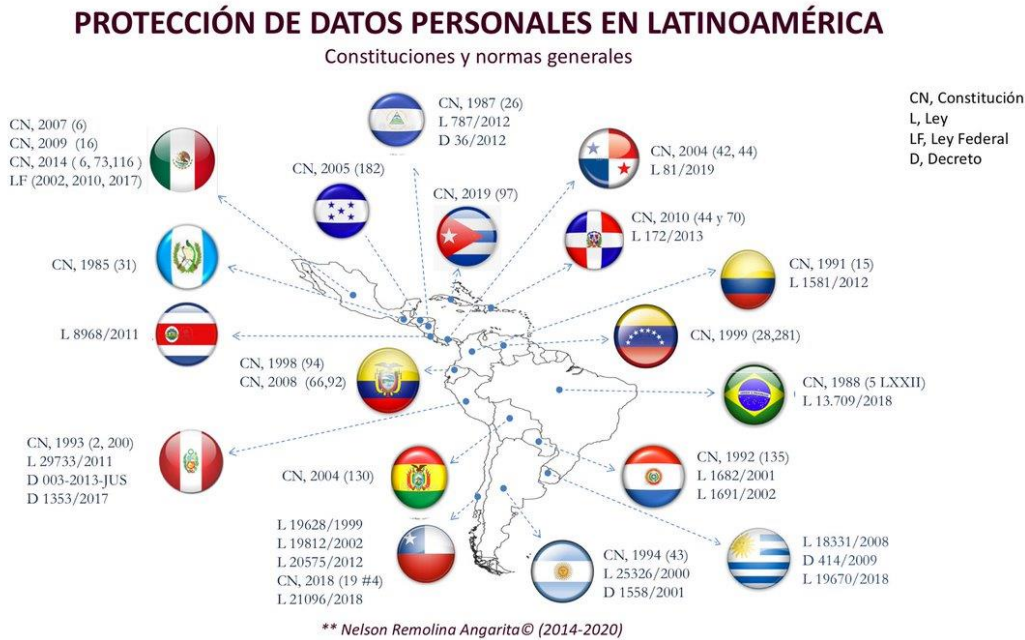 PROTECCIÓN DE DATOS PERSONALES EN LATINOAMÉRICA
Constituciones y normas generales
CN, Constitución
L, Ley
LF, Ley Federal
D, Decreto
CN, 2007 (6)
CN, 2009 (16)
CN, 2014 ( 6, 73,116 )
LF (2002, 2010, 2017)
CN, 1987 (26)
L 787/2012
D 36/2012
CN, 2005 (182)
CN, 2019 (97)
CN, 2004 (42, 44)
L 81/2019
CN, 2010 (44 y 70)
L 172/2013
CN, 1985 (31)
CN, 1991 (15)
L 1581/2012
L 8968/2011
CN, 1999 (28,281)
CN, 1998 (94)
CN, 2008 (66,92)
CN, 1988 (5 LXXII)
L 13.709/2018
CN, 1993 (2, 200)
L 29733/2011
D 003-2013-JUS
D 1353/2017
CN, 2004 (130)
CN, 1992 (135)
L 1682/2001
L 1691/2002
L 19628/1999
L 19812/2002
L 20575/2012
CN, 2018 (19 #4)
L 21096/2018
CN, 1994 (43)
L 25326/2000
D 1558/2001
L 18331/2008
D 414/2009
L 19670/2018
** Nelson Remolina Angarita© (2014-2020)